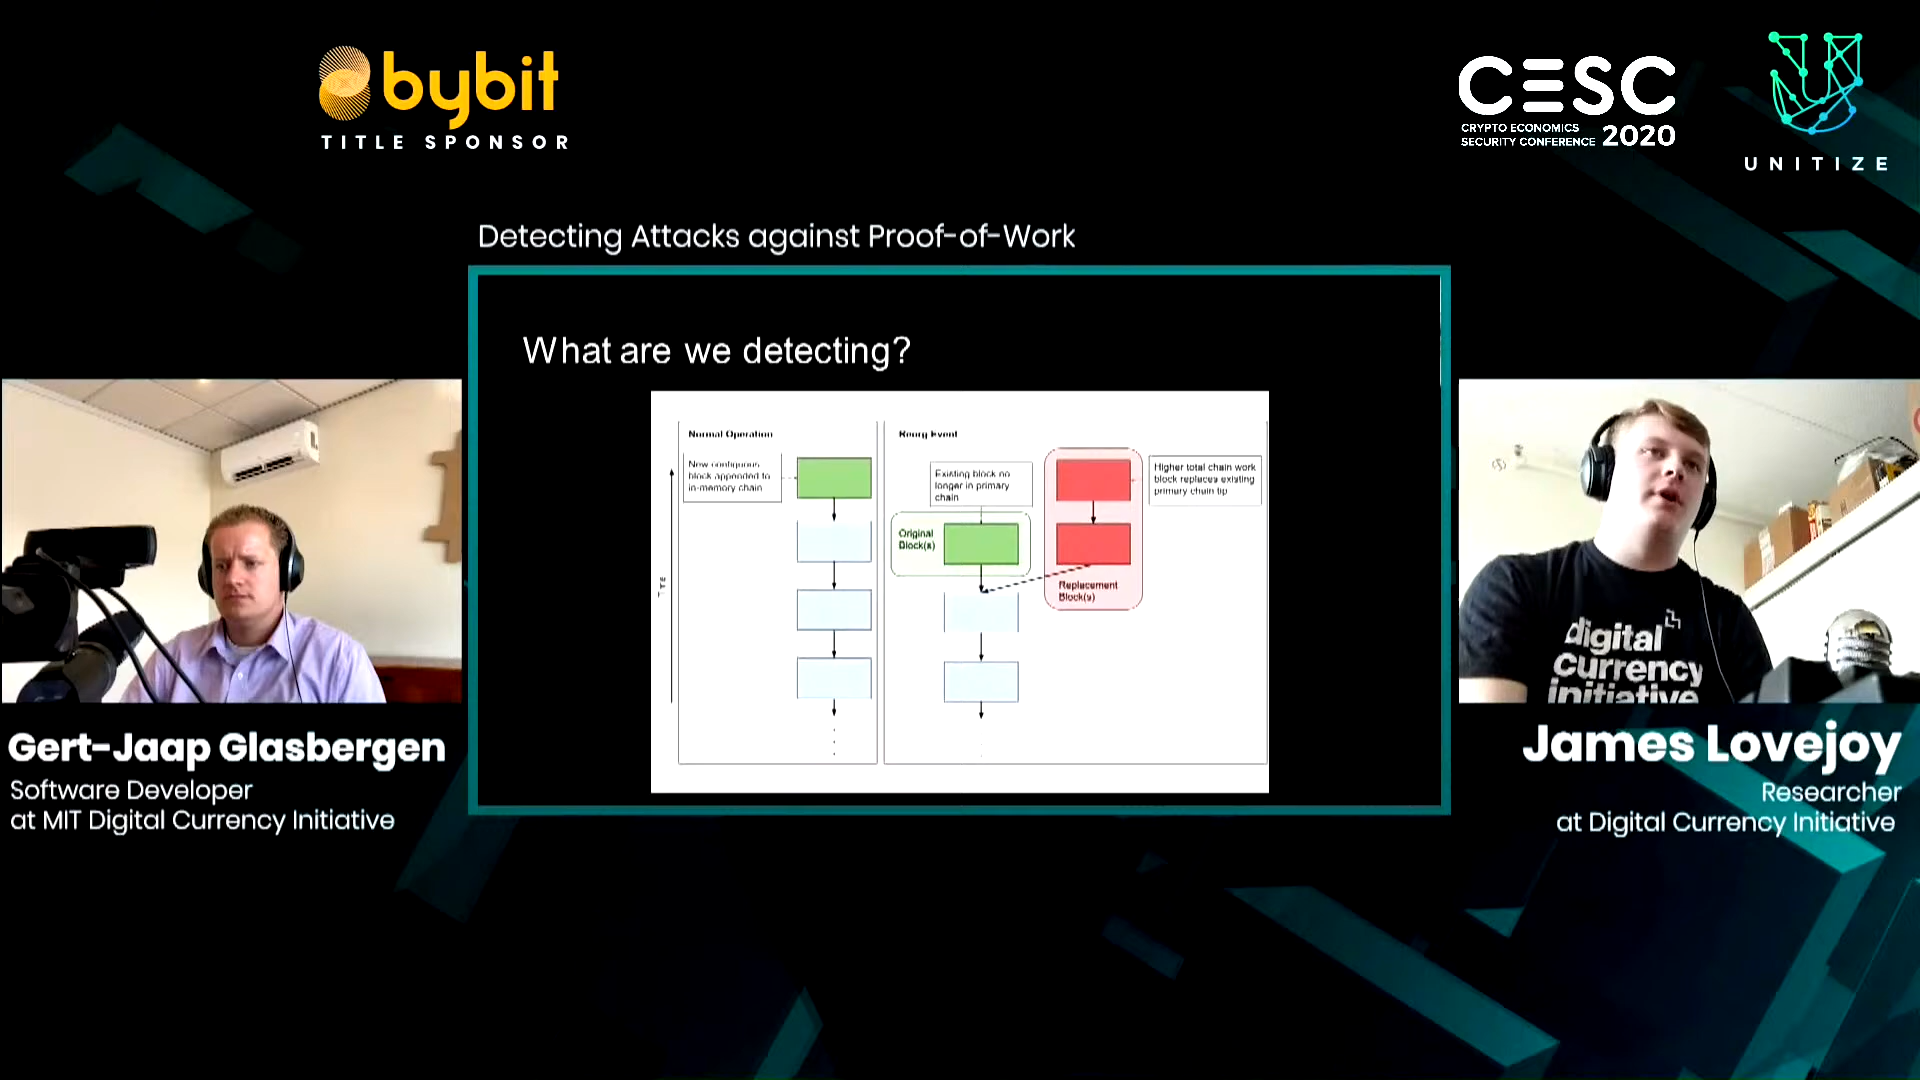 bybit
TITLE SPONSOR
CESC
CRYPTO ECONOMICS
SECURITY CONFERENCE 2020
UNITIZE
Detecting Attacks against Proof-of-Work
What are we detecting?
Normal Operation
New contiguous
block appended to
in-memory chain
Time
Reorg Event
Existing block no
longer in primary
chain
Higher total chain work
block replaces existing
primary chain tip
Original
Block(s)
Replacement
Block(s)
digital
currency
initiative
Gert-Jaap Glasbergen
Software Developer
at MIT Digital Currency Initiative
James Lovejoy
Researcher
at Digital Currency Initiative